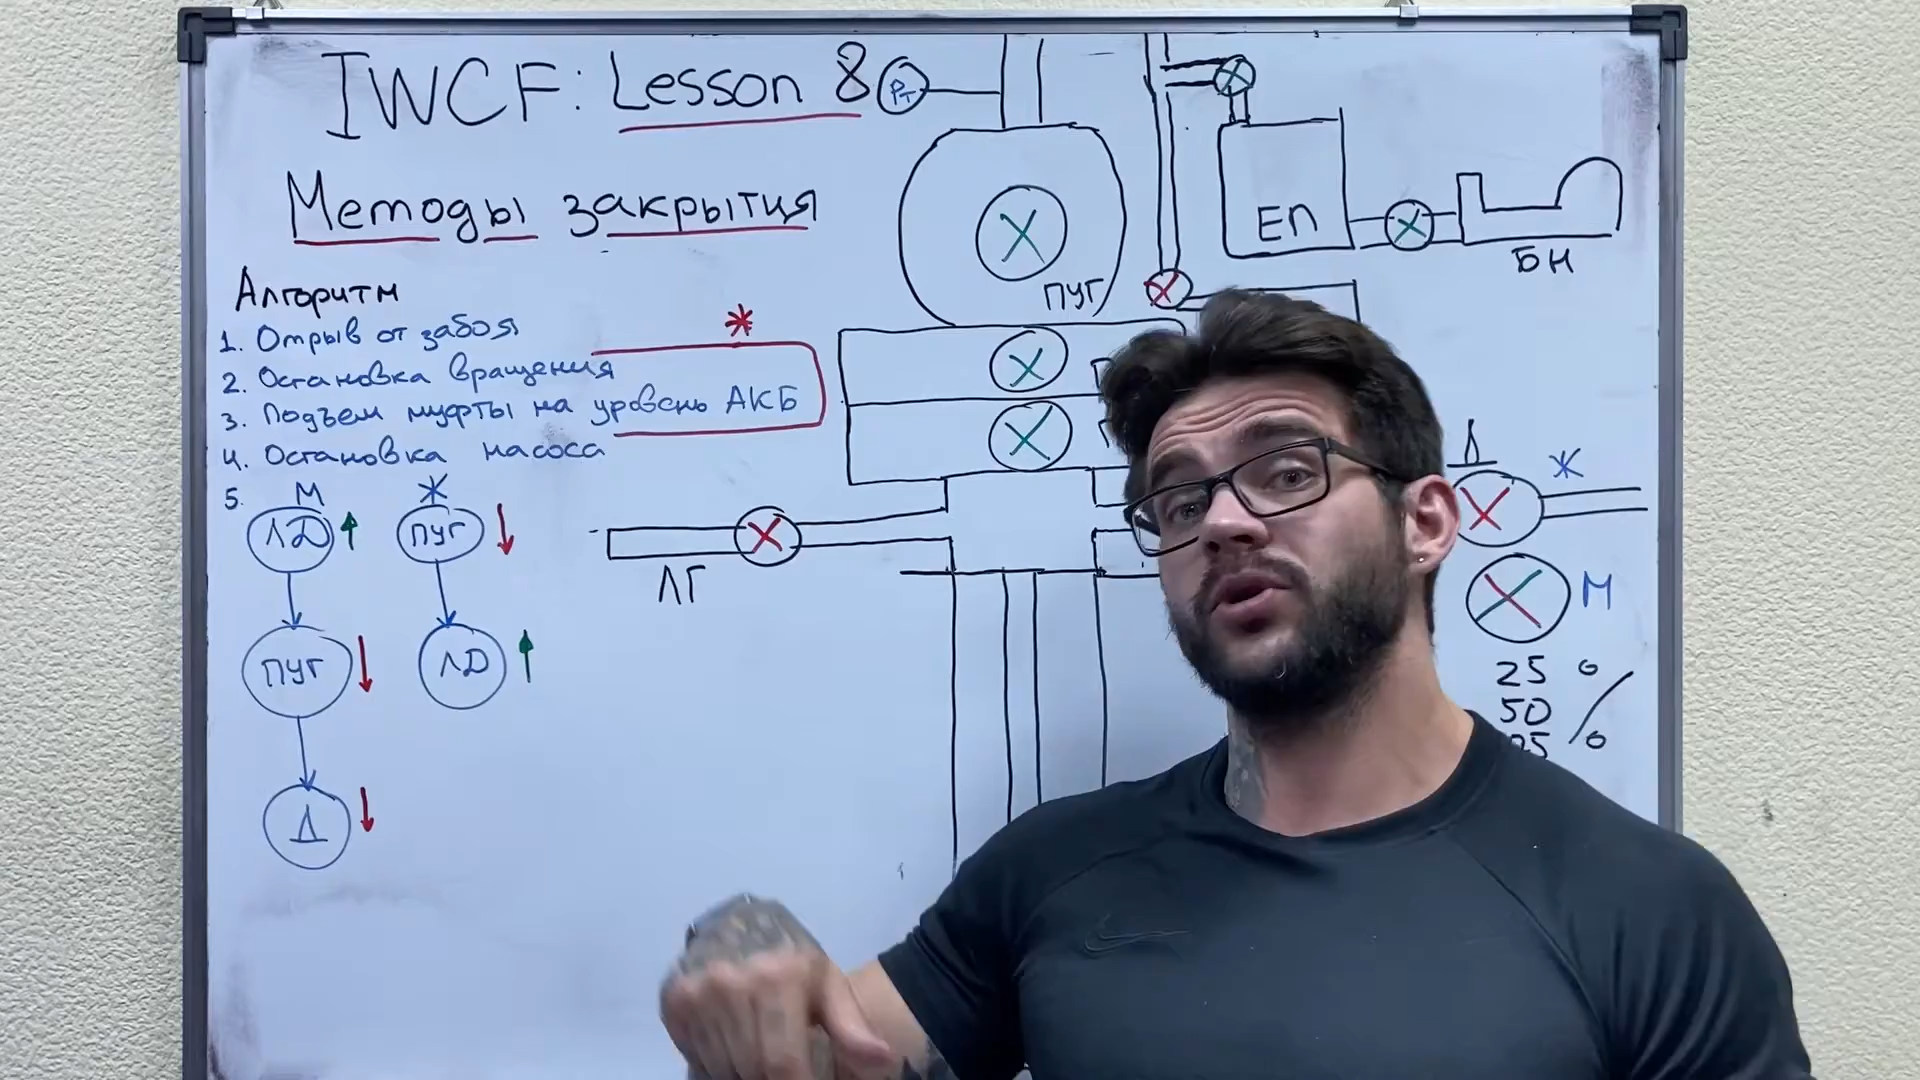 IWCF: Lesson 8
Методы закрытия
Алгоритм
1. Отрыв от забоя
2. Остановка вращения
*
3. Подъем муфты на уровень АКБ
4. Остановка насоса
5.
М
Ж
ЛД
ПУГ
ПУГ
ЛД
Д
Рт
ПУГ
ЕП
БН
ЛГ
Д
Ж
М
25 %
50